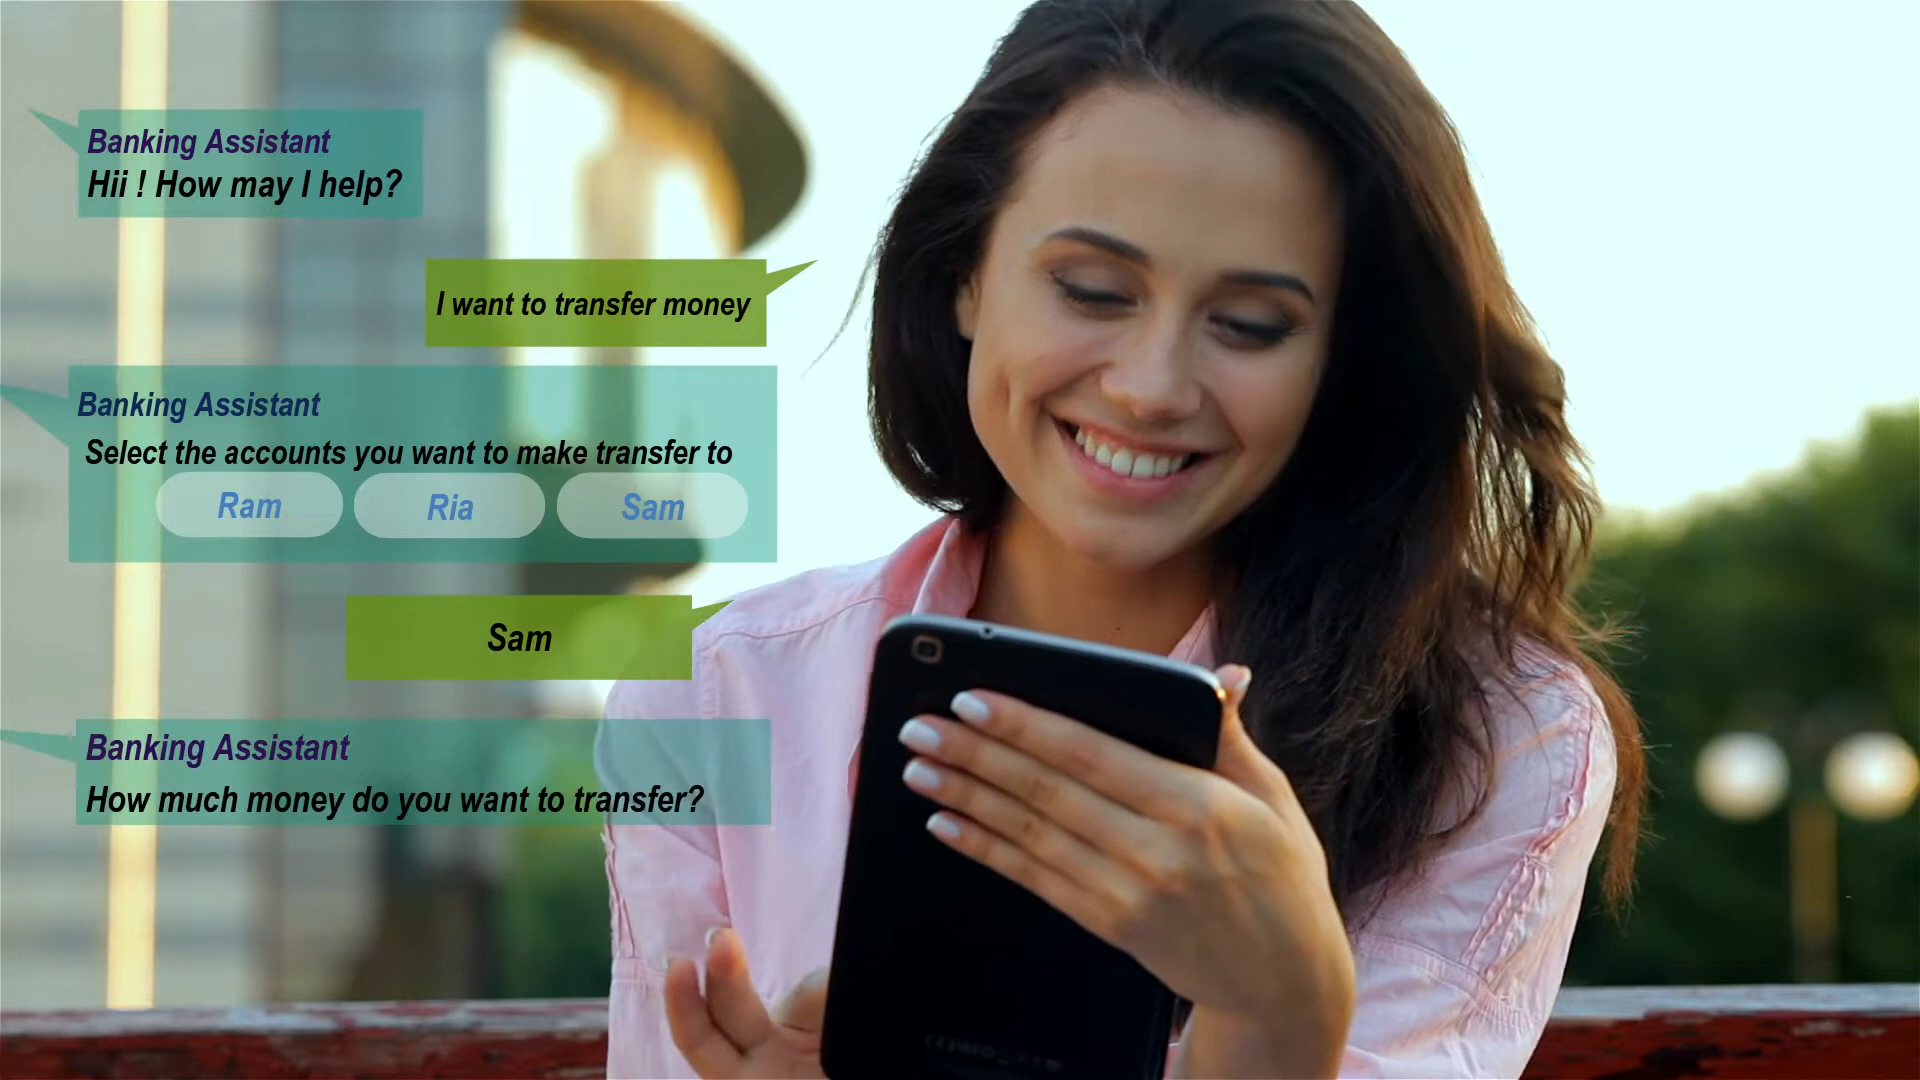 Banking Assistant
Hii ! How may I help?
I want to transfer money
Banking Assistant
Select the accounts you want to make transfer to
Ram Ria Sam
Sam
Banking Assistant
How much money do you want to transfer?